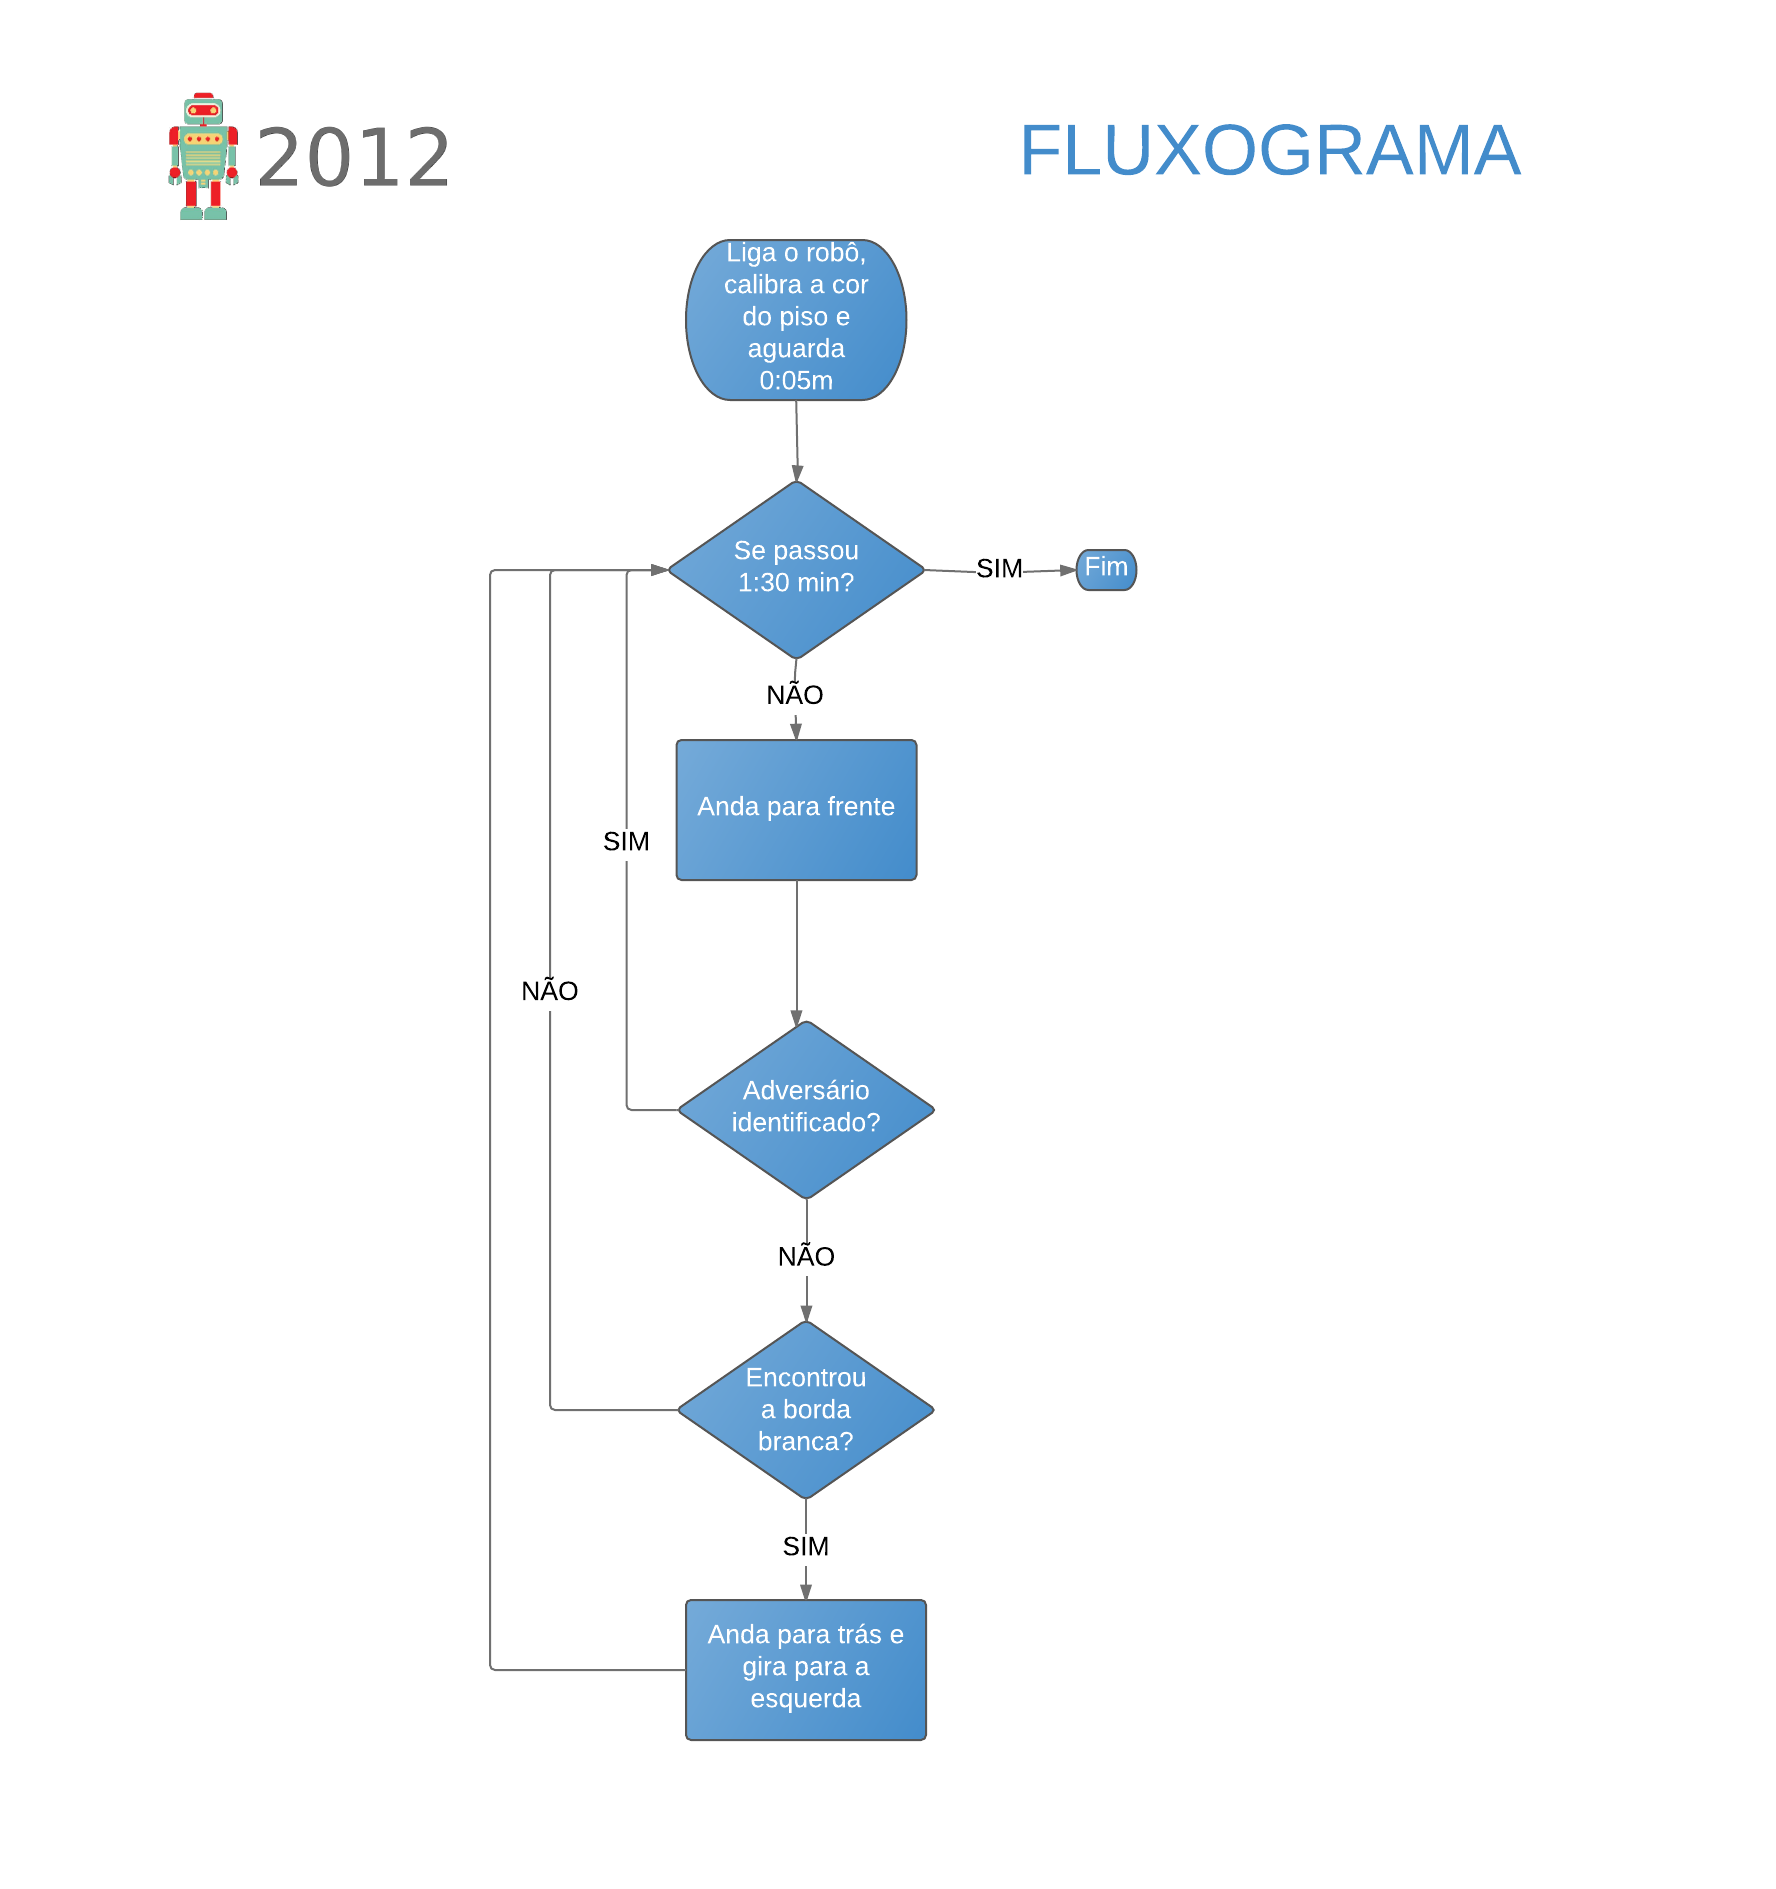 2012
FLUXOGRAMA
Liga o robô,
calibra a cor
do piso e
aguarda
0:05m
Se passou
1:30 min?
SIM
Fim
NÃO
Anda para frente
SIM
NÃO
Adversário
identificado?
NÃO
Encontrou
a borda
branca?
SIM
Anda para trás e
gira para a
esquerda